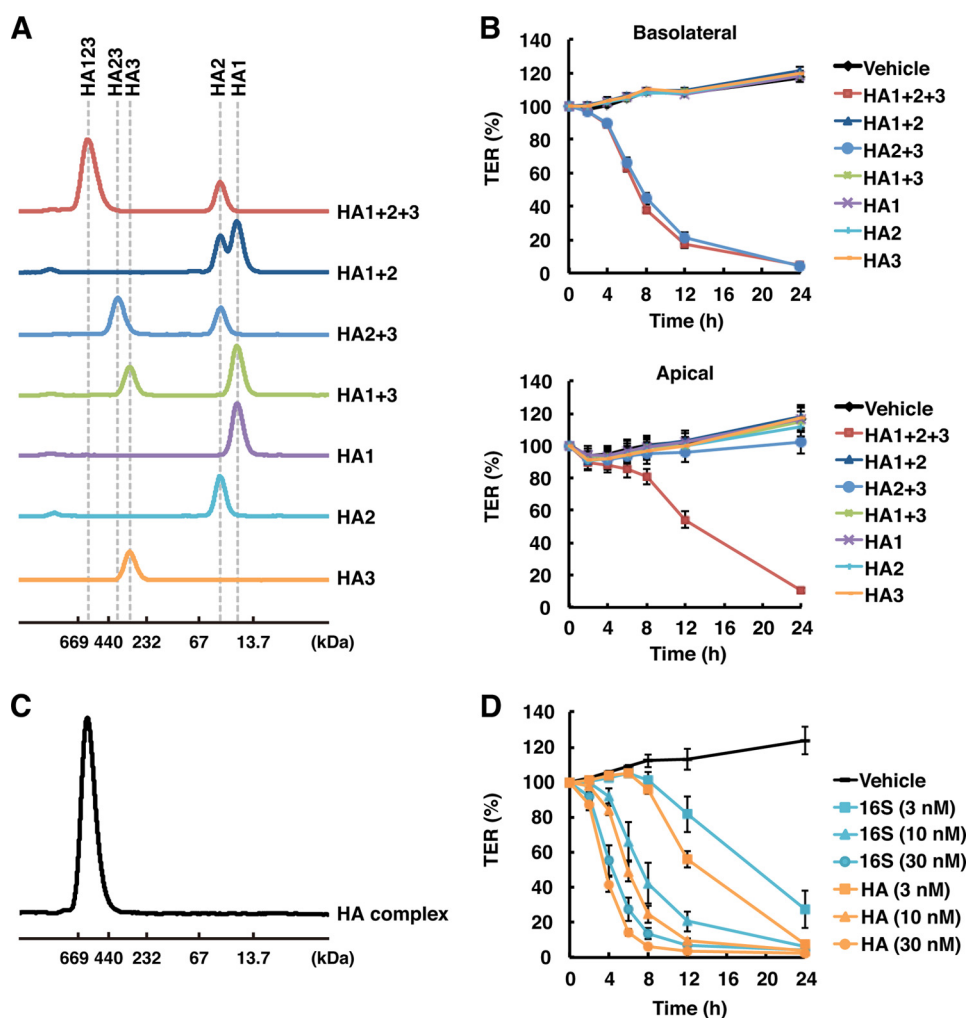 A
HA123
HA23
HA3
HA2
HA1
HA1+2+3
HA1+2
HA2+3
HA1+3
HA1
HA2
HA3
669 440 232 67 13.7 (kDa)
B
Basolateral
TER (%)
140
120
100
80
60
40
20
0
0 4 8 12 16 20 24
Time (h)
Vehicle
HA1+2+3
HA1+2
HA2+3
HA1+3
HA1
HA2
HA3
Apical
TER (%)
140
120
100
80
60
40
20
0
0 4 8 12 16 20 24
Time (h)
Vehicle
HA1+2+3
HA1+2
HA2+3
HA1+3
HA1
HA2
HA3
C
HA complex
669 440 232 67 13.7 (kDa)
D
TER (%)
140
120
100
80
60
40
20
0
0 4 8 12 16 20 24
Time (h)
Vehicle
16S (3 nM)
16S (10 nM)
16S (30 nM)
HA (3 nM)
HA (10 nM)
HA (30 nM)